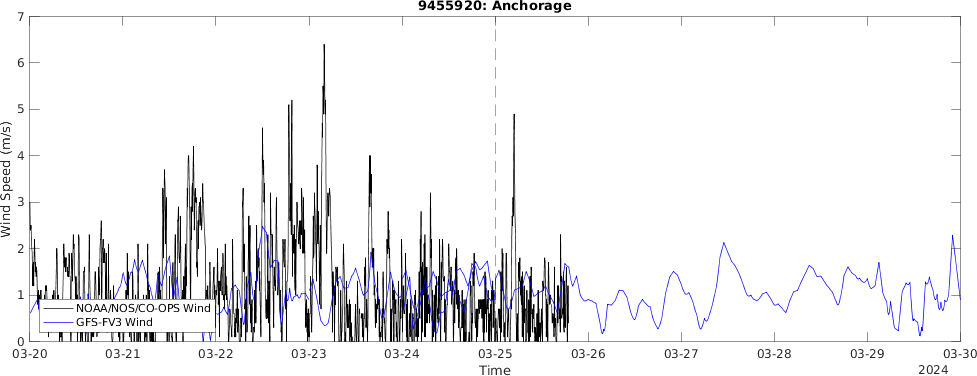 9455920: Anchorage
7
6
5
4
3
2
1
0
Wind Speed (m/s)
NOAA/NOS/CO-OPS Wind
GFS-FV3 Wind
03-20 03-21 03-22 03-23 03-24 03-25 03-26 03-27 03-28 03-29 03-30
Time
2024